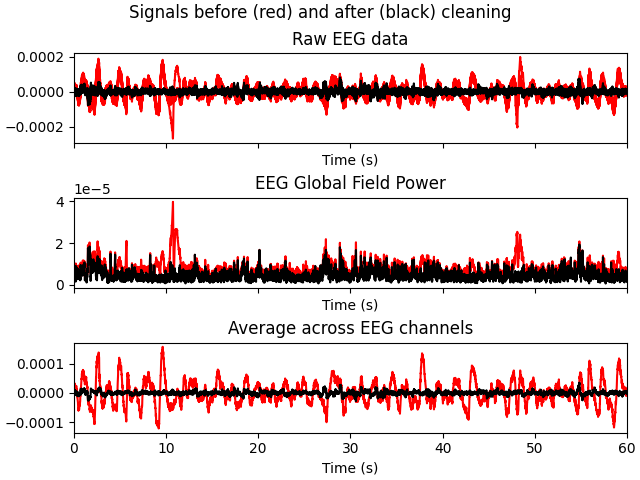 Signals before (red) and after (black) cleaning
Raw EEG data
0.0002
0.0000
−0.0002
Time (s)
EEG Global Field Power
1e−5
4
2
0
Time (s)
Average across EEG channels
0.0001
0.0000
−0.0001
0 10 20 30 40 50 60
Time (s)